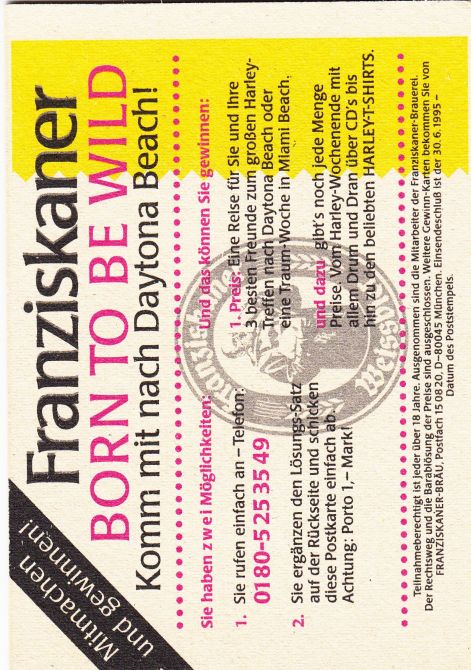 Mitmachen
und gewinnen!
Franziskaner
BORN TO BE WILD
Komm mit nach Daytona Beach!
Sie haben zwei Möglichkeiten:
1. Sie rufen einfach an – Telefon:
0180-5 25 35 49
2. Sie ergänzen den Lösungs-Satz
auf der Rückseite und schicken
diese Postkarte einfach ab.
Achtung: Porto 1,– Mark!
Und das können Sie gewinnen:
1. Preis: Eine Reise für Sie und Ihre
3 besten Freunde zum großen Harley-
Treffen nach Daytona Beach oder
eine Traum-Woche in Miami Beach.
und dazu gibt's noch jede Menge
Preise. Vom Harley-Wochenende mit
allem Drum und Dran über CD's bis
hin zu den beliebten HARLEY-T-SHIRTS.
Teilnahmeberechtigt ist jeder über 18 Jahre. Ausgenommen sind die Mitarbeiter der Franziskaner-Brauerei.
Der Rechtsweg und die Barablösung der Preise sind ausgeschlossen. Weitere Gewinn-Karten bekommen Sie von
FRANZISKANER-BRÄU, Postfach 15 08 20, D-80045 München. Einsendeschluß ist der 30. 6. 1995 –
Datum des Poststempels.